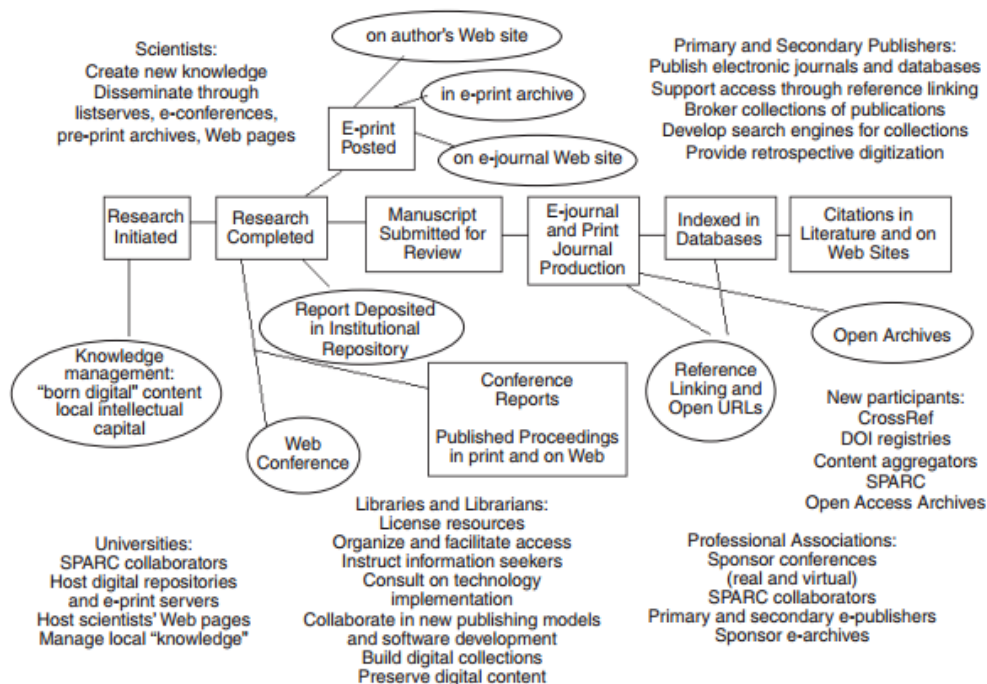 Scientists:
Create new knowledge
Disseminate through
listserves, e-conferences,
pre-print archives, Web pages
on author's Web site
in e-print archive
E-print
Posted
on e-journal Web site
Primary and Secondary Publishers:
Publish electronic journals and databases
Support access through reference linking
Broker collections of publications
Develop search engines for collections
Provide retrospective digitization
Research
Initiated
Research
Completed
Manuscript
Submitted for
Review
E-journal
and Print
Journal
Production
Indexed in
Databases
Citations in
Literature and on
Web Sites
Report Deposited
in Institutional
Repository
Open Archives
Knowledge
management:
“born digital” content
local intellectual
capital
Web
Conference
Conference
Reports
Published Proceedings
in print and on Web
Reference
Linking and
Open URLs
New participants:
CrossRef
DOI registries
Content aggregators
SPARC
Open Access Archives
Universities:
SPARC collaborators
Host digital repositories
and e-print servers
Host scientists' Web pages
Manage local “knowledge”
Libraries and Librarians:
License resources
Organize and facilitate access
Instruct information seekers
Consult on technology
implementation
Collaborate in new publishing models
and software development
Build digital collections
Preserve digital content
Professional Associations:
Sponsor conferences
(real and virtual)
SPARC collaborators
Primary and secondary e-publishers
Sponsor e-archives